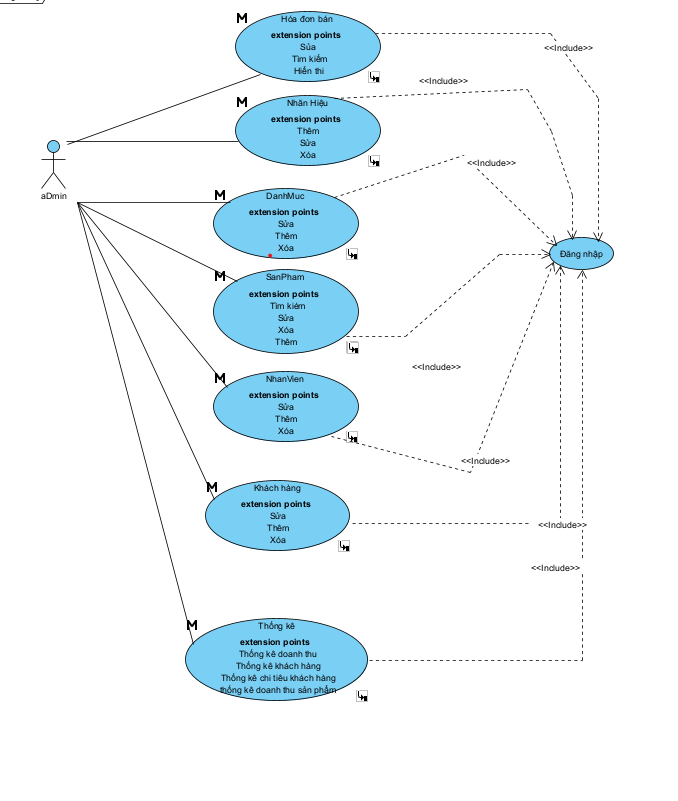 M
Hóa đơn bán
extension points
Sủa
Tìm kiếm
Hiển thi
<<Include>>
M
Nhãn Hiệu
extension points
Thêm
Sửa
Xóa
<<Include>>
aDmin
M
DanhMuc
extension points
Sửa
Thêm
Xóa
<<Include>>
Đăng nhập
M
SanPham
extension points
Tìm kiém
Sửa
Xóa
Thêm
<<Include>>
M
NhanVien
extension points
Sửa
Thêm
Xóa
<<Include>>
M
Khách hàng
extension points
Sửa
Thêm
Xóa
<<Include>>
<<Include>>
M
Thống kê
extension points
Thống kê doanh thu
Thống kê khách hàng
Thống kê chi tiêu khách hàng
thống kê doanh thu sản phẩm